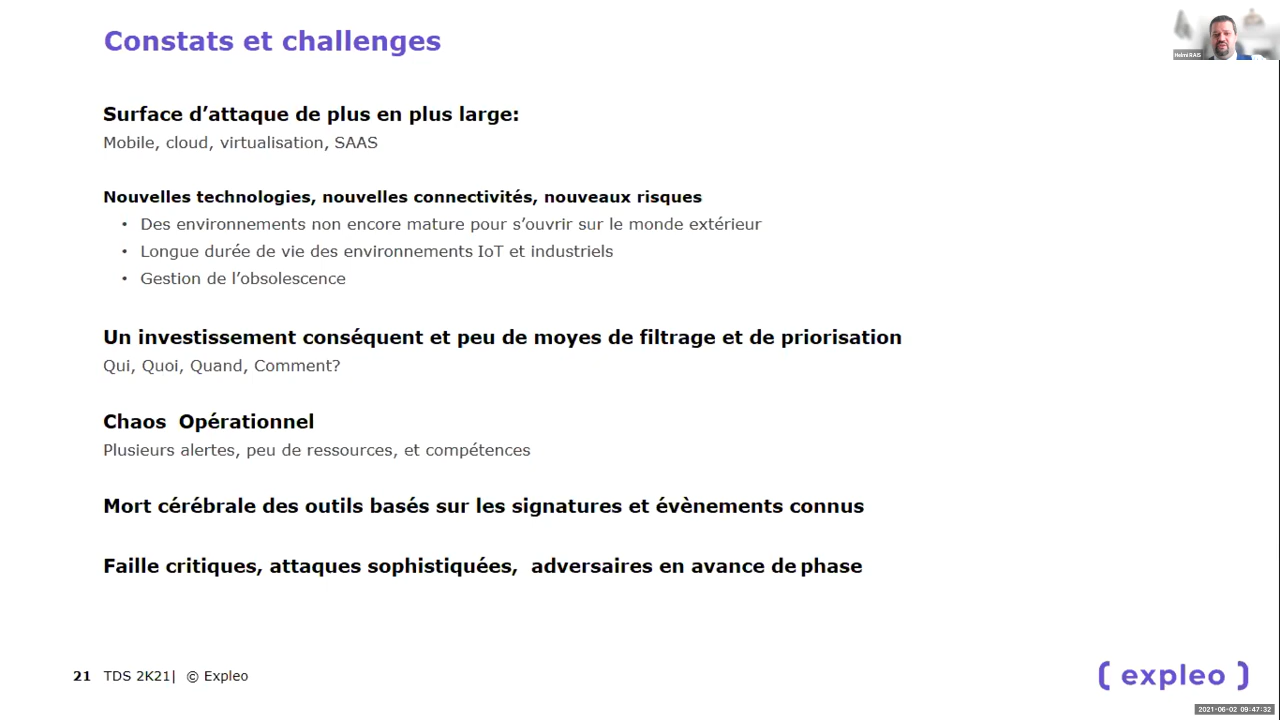 Constats et challenges
Helmi RAIS
Surface d’attaque de plus en plus large:
Mobile, cloud, virtualisation, SAAS
Nouvelles technologies, nouvelles connectivités, nouveaux risques
• Des environnements non encore mature pour s’ouvrir sur le monde extérieur
• Longue durée de vie des environnements IoT et industriels
• Gestion de l’obsolescence
Un investissement conséquent et peu de moyes de filtrage et de priorisation
Qui, Quoi, Quand, Comment?
Chaos  Opérationnel
Plusieurs alertes, peu de ressources, et compétences
Mort cérébrale des outils basés sur les signatures et évènements connus
Faille critiques, attaques sophistiquées,  adversaires en avance de phase
21 TDS 2K21| © Expleo
( expleo )
2021-06-02 09:47:32